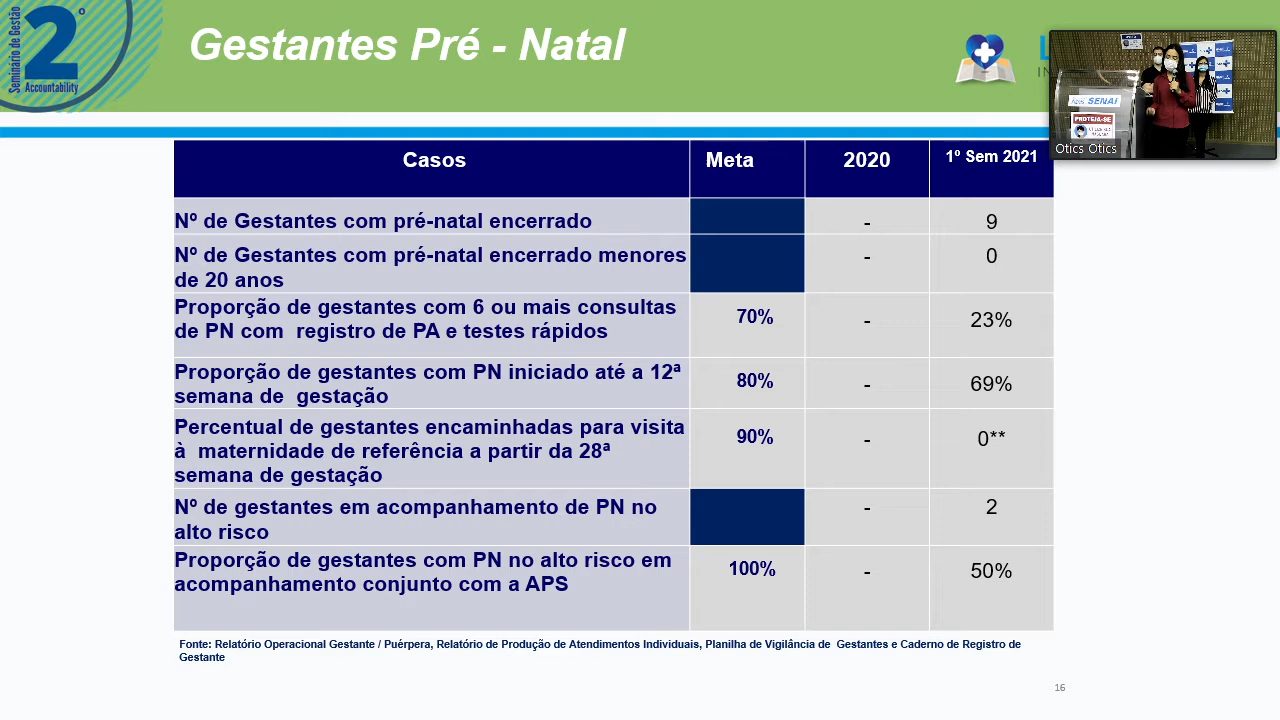 2º
Seminário de Gestão
Accountability
Gestantes Pré - Natal
SENAI
PROTEJA-SE
Otics Otics
Casos Meta 2020 1º Sem 2021
Nº de Gestantes com pré-natal encerrado - 9
Nº de Gestantes com pré-natal encerrado menores
de 20 anos - 0
Proporção de gestantes com 6 ou mais consultas
de PN com registro de PA e testes rápidos 70% - 23%
Proporção de gestantes com PN iniciado até a 12ª
semana de gestação 80% - 69%
Percentual de gestantes encaminhadas para visita
à maternidade de referência a partir da 28ª
semana de gestação 90% - 0**
Nº de gestantes em acompanhamento de PN no
alto risco - 2
Proporção de gestantes com PN no alto risco em
acompanhamento conjunto com a APS 100% - 50%
Fonte: Relatório Operacional Gestante / Puérpera, Relatório de Produção de Atendimentos Individuais, Planilha de Vigilância de Gestantes e Caderno de Registro de
Gestante
16